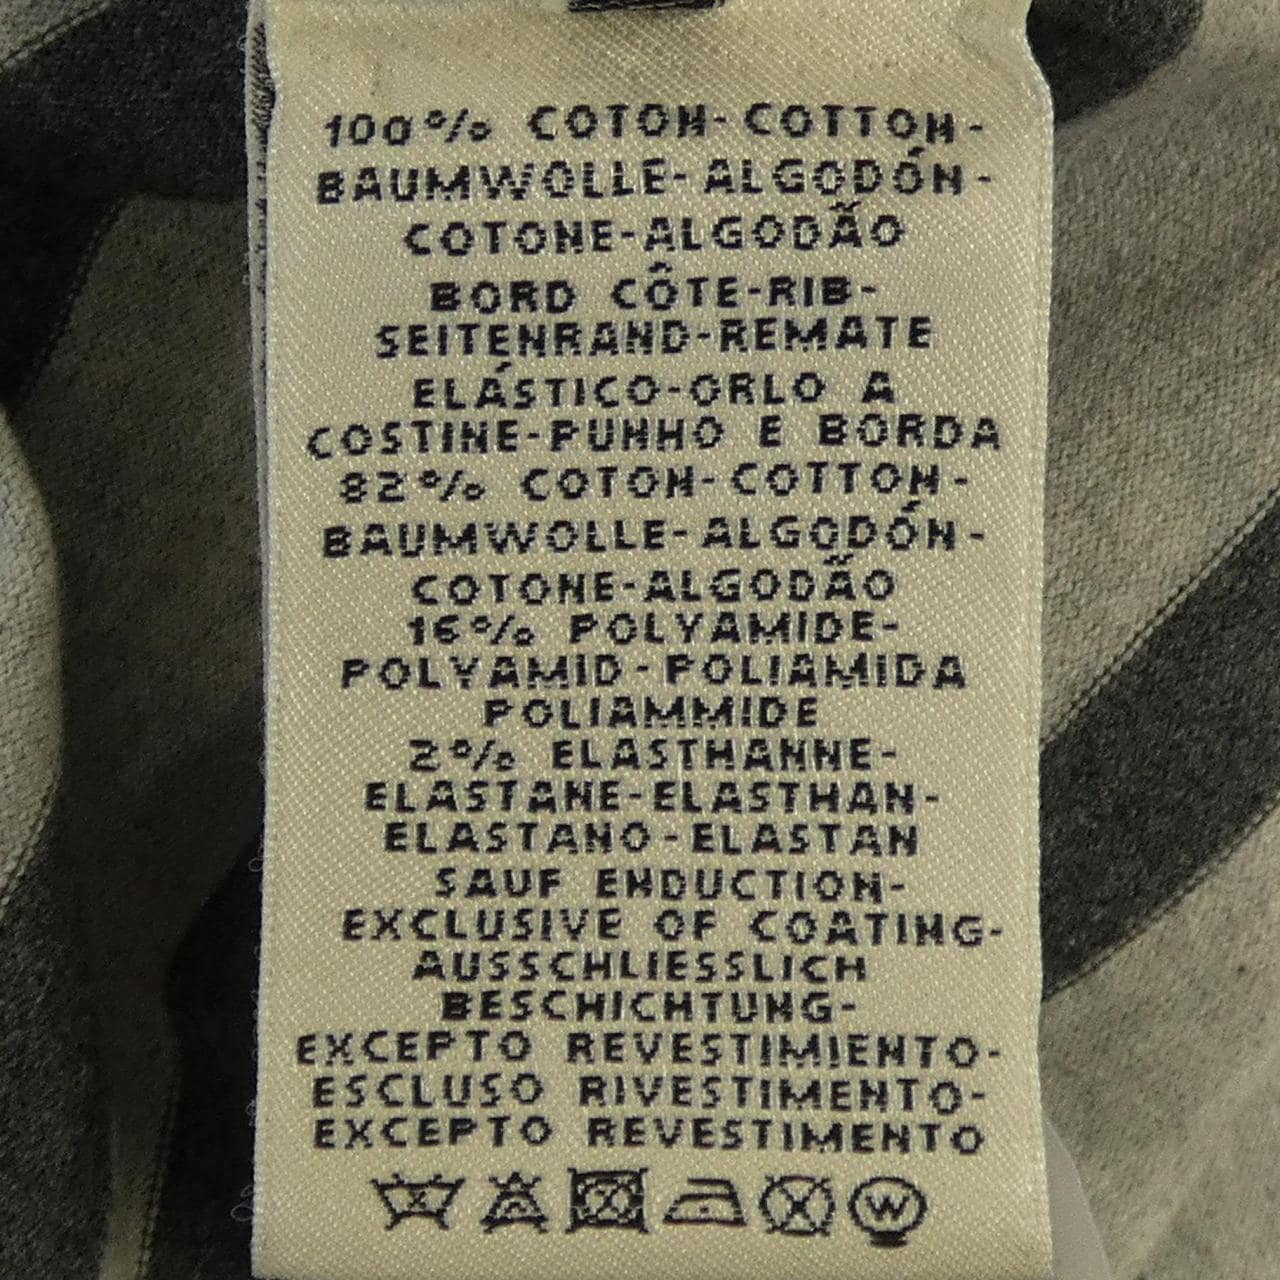 100% COTON-COTTON-
BAUMWOLLE-ALGODÓN-
COTONE-ALGODÃO
BORD CÔTE-RIB-
SEITENRAND-REMATE
ELÁSTICO-ORLO A
COSTINE-PUNHO E BORDA
82% COTON-COTTON-
BAUMWOLLE-ALGODÓN-
COTONE-ALGODÃO
16% POLYAMIDE-
POLYAMID-POLIAMIDA
POLIAMMIDE
2% ELASTHANNE-
ELASTANE-ELASTHAN-
ELASTANO-ELASTAN
SAUF ENDUCTION-
EXCLUSIVE OF COATING-
AUSSCHLIESSLICH
BESCHICHTUNG-
EXCEPTO REVESTIMIENTO-
ESCLUSO RIVESTIMENTO-
EXCEPTO REVESTIMENTO
W